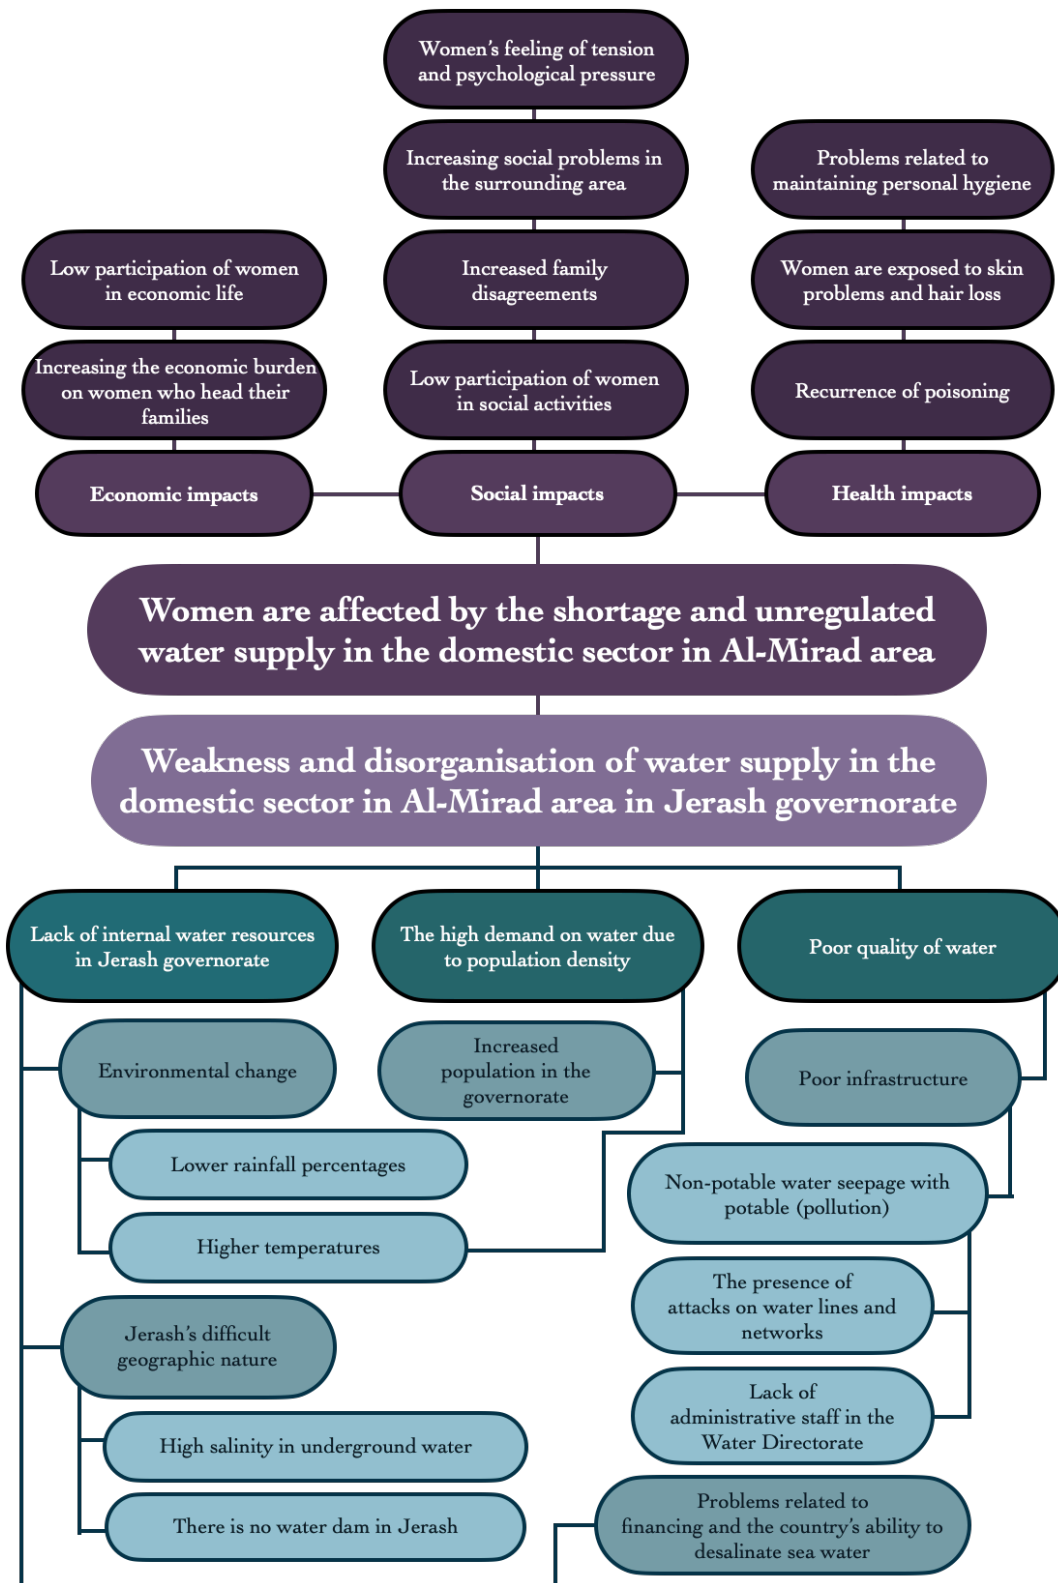 Women's feeling of tension
and psychological pressure
Increasing social problems in
the surrounding area
Problems related to
maintaining personal hygiene
Low participation of women
in economic life
Increased family
disagreements
Women are exposed to skin
problems and hair loss
Increasing the economic burden
on women who head their
families
Low participation of women
in social activities
Recurrence of poisoning
Economic impacts
Social impacts
Health impacts
Women are affected by the shortage and unregulated
water supply in the domestic sector in Al-Mirad area
Weakness and disorganisation of water supply in the
domestic sector in Al-Mirad area in Jerash governorate
Lack of internal water resources
in Jerash governorate
The high demand on water due
to population density
Poor quality of water
Environmental change
Lower rainfall percentages
Higher temperatures
Jerash's difficult
geographic nature
High salinity in underground water
There is no water dam in Jerash
Increased
population in the
governorate
Poor infrastructure
Non-potable water seepage with
potable (pollution)
The presence of
attacks on water lines and
networks
Lack of
administrative staff in the
Water Directorate
Problems related to
financing and the country's ability to
desalinate sea water